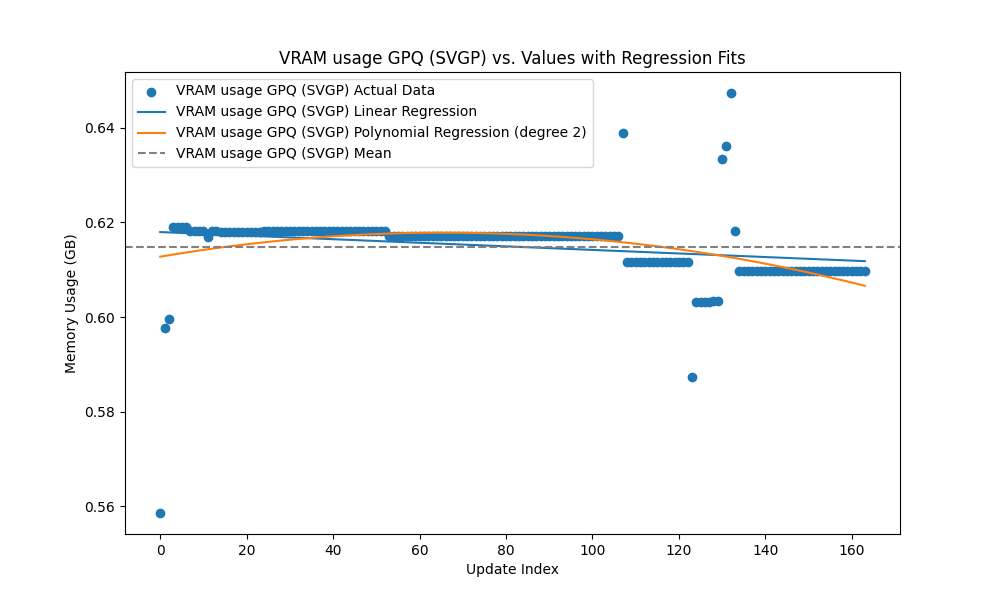 VRAM usage GPQ (SVGP) vs. Values with Regression Fits
VRAM usage GPQ (SVGP) Actual Data
VRAM usage GPQ (SVGP) Linear Regression
VRAM usage GPQ (SVGP) Polynomial Regression (degree 2)
VRAM usage GPQ (SVGP) Mean
Memory Usage (GB)
0.64
0.62
0.60
0.58
0.56
0 20 40 60 80 100 120 140 160
Update Index